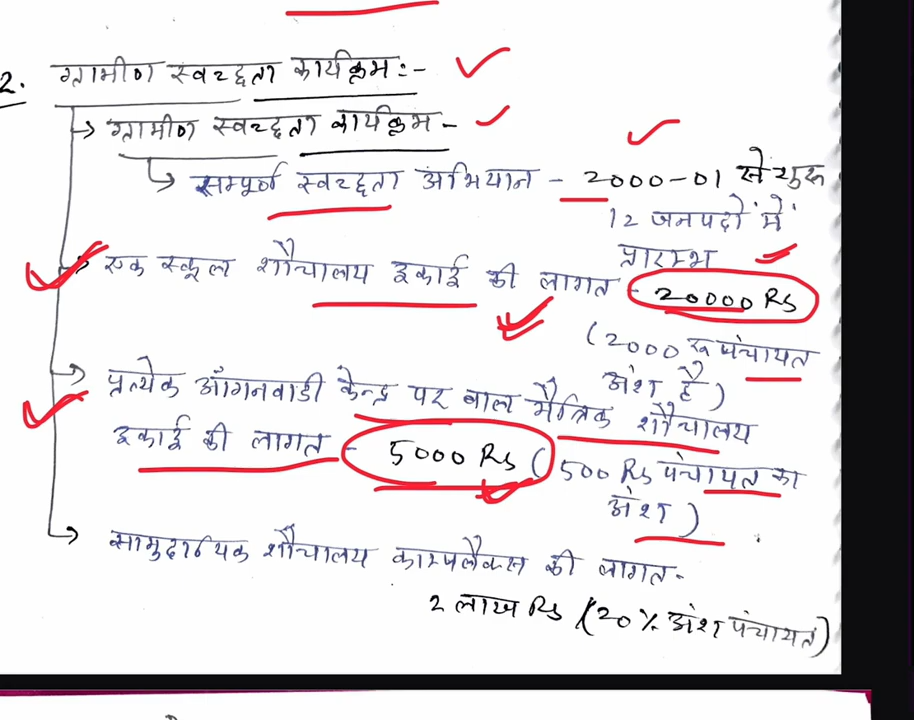 2. ग्रामीण स्वच्छता कार्यक्रम :-
→ ग्रामीण स्वच्छता कार्यक्रम -
↳ सम्पूर्ण स्वच्छता अभियान - 2000-01 से शुरू
12 जनपदों में
प्रारम्भ
→ एक स्कूल शौचालय इकाई की लागत - 20000 Rs
(2000 रू पंचायत
अंश है)
→ प्रत्येक आँगनवाडी केन्द्र पर बाल मैत्रिक शौचालय
इकाई की लागत - 5000 Rs (500 Rs पंचायत का
अंश)
→ सामुदायिक शौचालय काम्पलैक्स की लागत -
2 लाख Rs (20% अंश पंचायत)